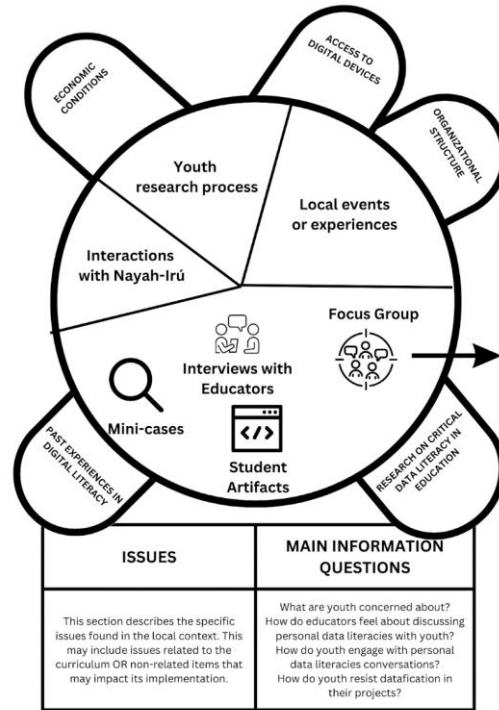 ECONOMIC
CONDITIONS
ACCESS TO
DIGITAL DEVICES
ORGANIZATIONAL
STRUCTURE
Youth
research process
Local events
or experiences
Interactions
with Nayah-Irú
Focus Group
Interviews with
Educators
Mini-cases
</>
Student
Artifacts
PAST EXPERIENCES IN
DIGITAL LITERACY
RESEARCH ON CRITICAL
DATA LITERACY IN
EDUCATION
ISSUES
MAIN INFORMATION
QUESTIONS
This section describes the specific
issues found in the local context. This
may include issues related to the
curriculum OR non-related items that
may impact its implementation.
What are youth concerned about?
How do educators feel about discussing
personal data literacies with youth?
How do youth engage with personal
data literacies conversations?
How do youth resist datafication in
their projects?